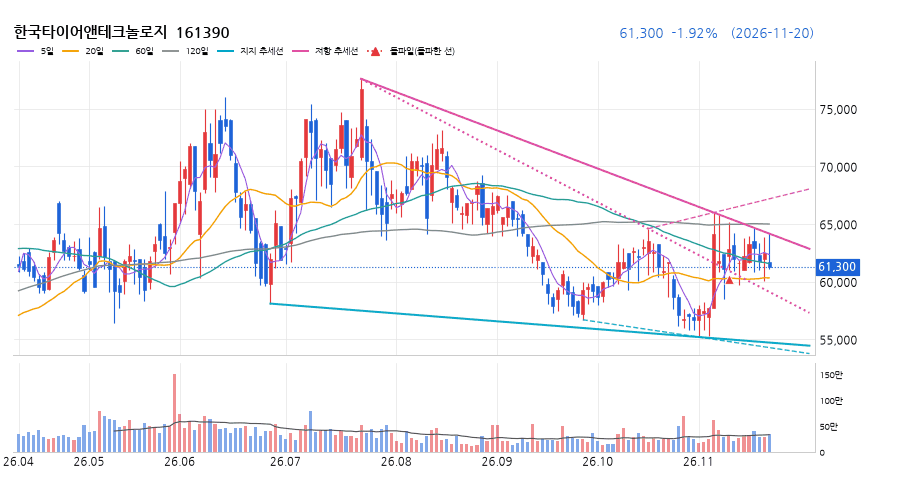 한국타이어앤테크놀로지 161390
61,300 -1.92% (2026-11-20)
5일 20일 60일 120일 지지 추세선 저항 추세선 돌파일(돌파한 선)
75,000
70,000
65,000
61,300
60,000
55,000
150만
100만
50만
0
26.04 26.05 26.06 26.07 26.08 26.09 26.10 26.11